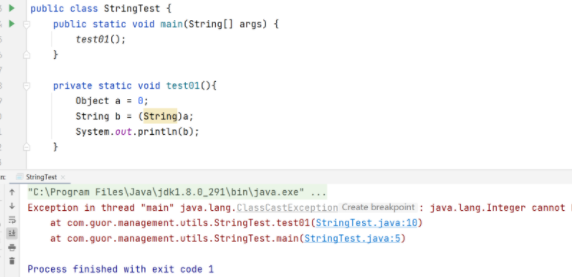 public class StringTest {
public static void main(String[] args) {
test01();
}
private static void test01(){
Object a = 0;
String b = (String)a;
System.out.println(b);
}
StringTest ×
"C:\Program Files\Java\jdk1.8.0_291\bin\java.exe" ...
Exception in thread "main" java.lang.ClassCastException Create breakpoint : java.lang.Integer cannot
at com.guor.management.utils.StringTest.test01(StringTest.java:10)
at com.guor.management.utils.StringTest.main(StringTest.java:5)
Process finished with exit code 1